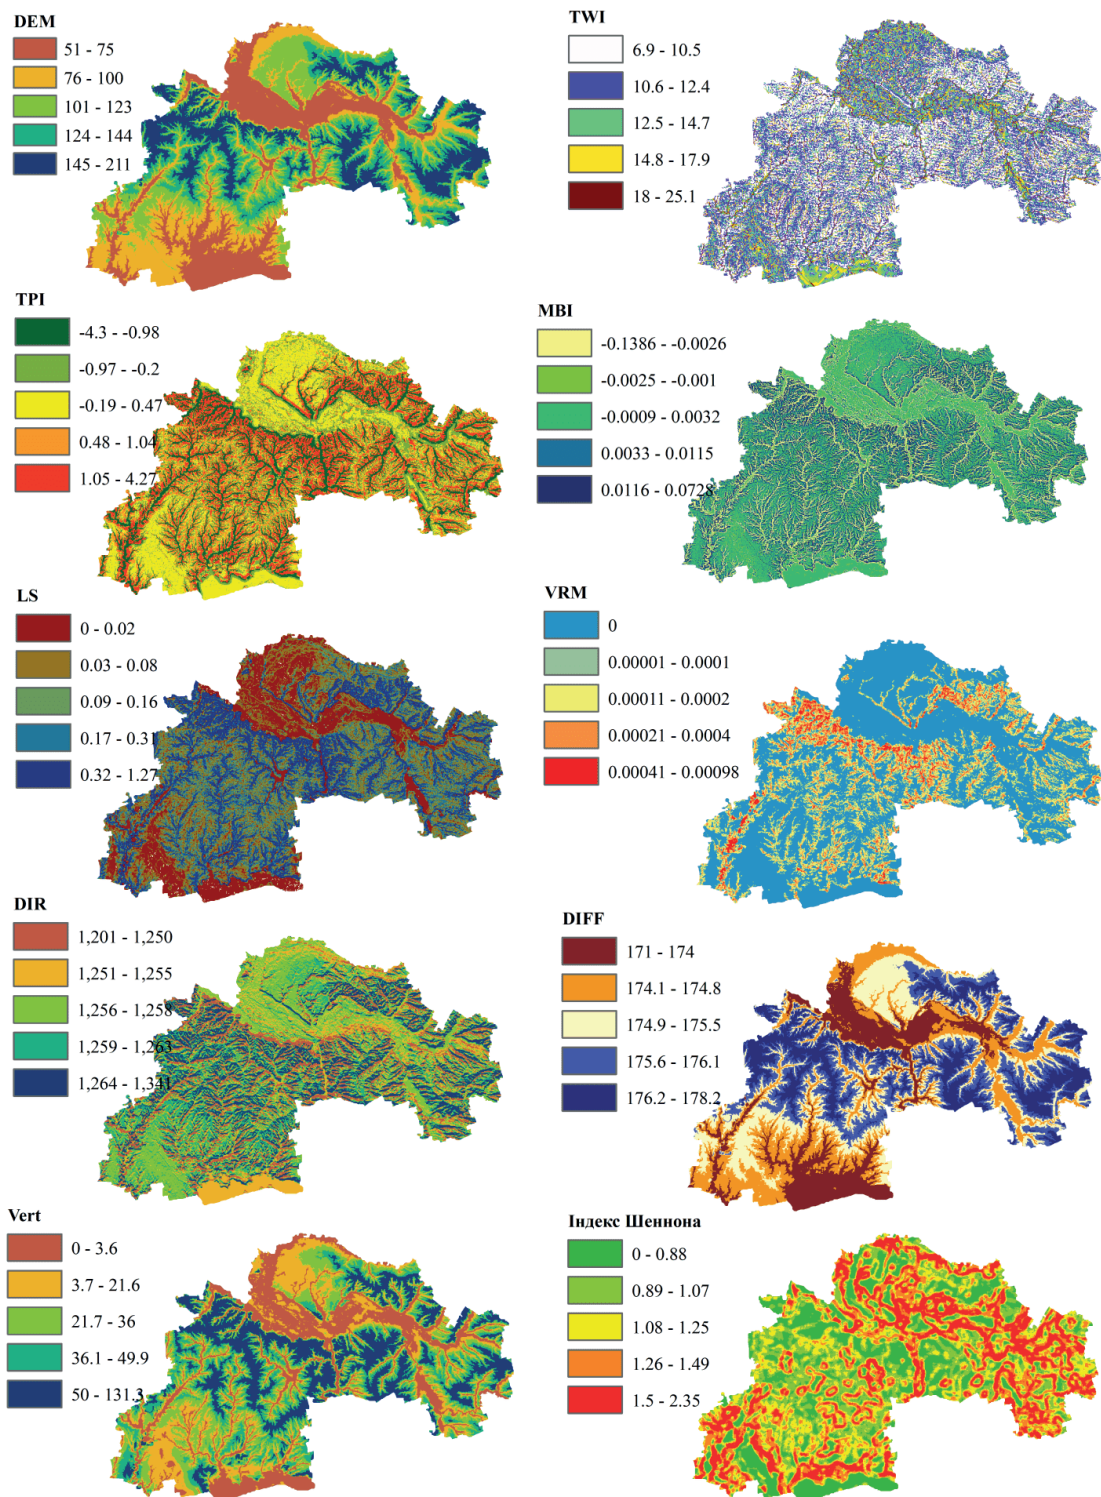 DEM
51 - 75
76 - 100
101 - 123
124 - 144
145 - 211
TWI
6.9 - 10.5
10.6 - 12.4
12.5 - 14.7
14.8 - 17.9
18 - 25.1
TPI
-4.3 - -0.98
-0.97 - -0.2
-0.19 - 0.47
0.48 - 1.04
1.05 - 4.27
MBI
-0.1386 - -0.0026
-0.0025 - -0.001
-0.0009 - 0.0032
0.0033 - 0.0115
0.0116 - 0.0728
LS
0 - 0.02
0.03 - 0.08
0.09 - 0.16
0.17 - 0.31
0.32 - 1.27
VRM
0
0.00001 - 0.0001
0.00011 - 0.0002
0.00021 - 0.0004
0.00041 - 0.00098
DIR
1,201 - 1,250
1,251 - 1,255
1,256 - 1,258
1,259 - 1,263
1,264 - 1,341
DIFF
171 - 174
174.1 - 174.8
174.9 - 175.5
175.6 - 176.1
176.2 - 178.2
Vert
0 - 3.6
3.7 - 21.6
21.7 - 36
36.1 - 49.9
50 - 131.3
Індекс Шеннона
0 - 0.88
0.89 - 1.07
1.08 - 1.25
1.26 - 1.49
1.5 - 2.35